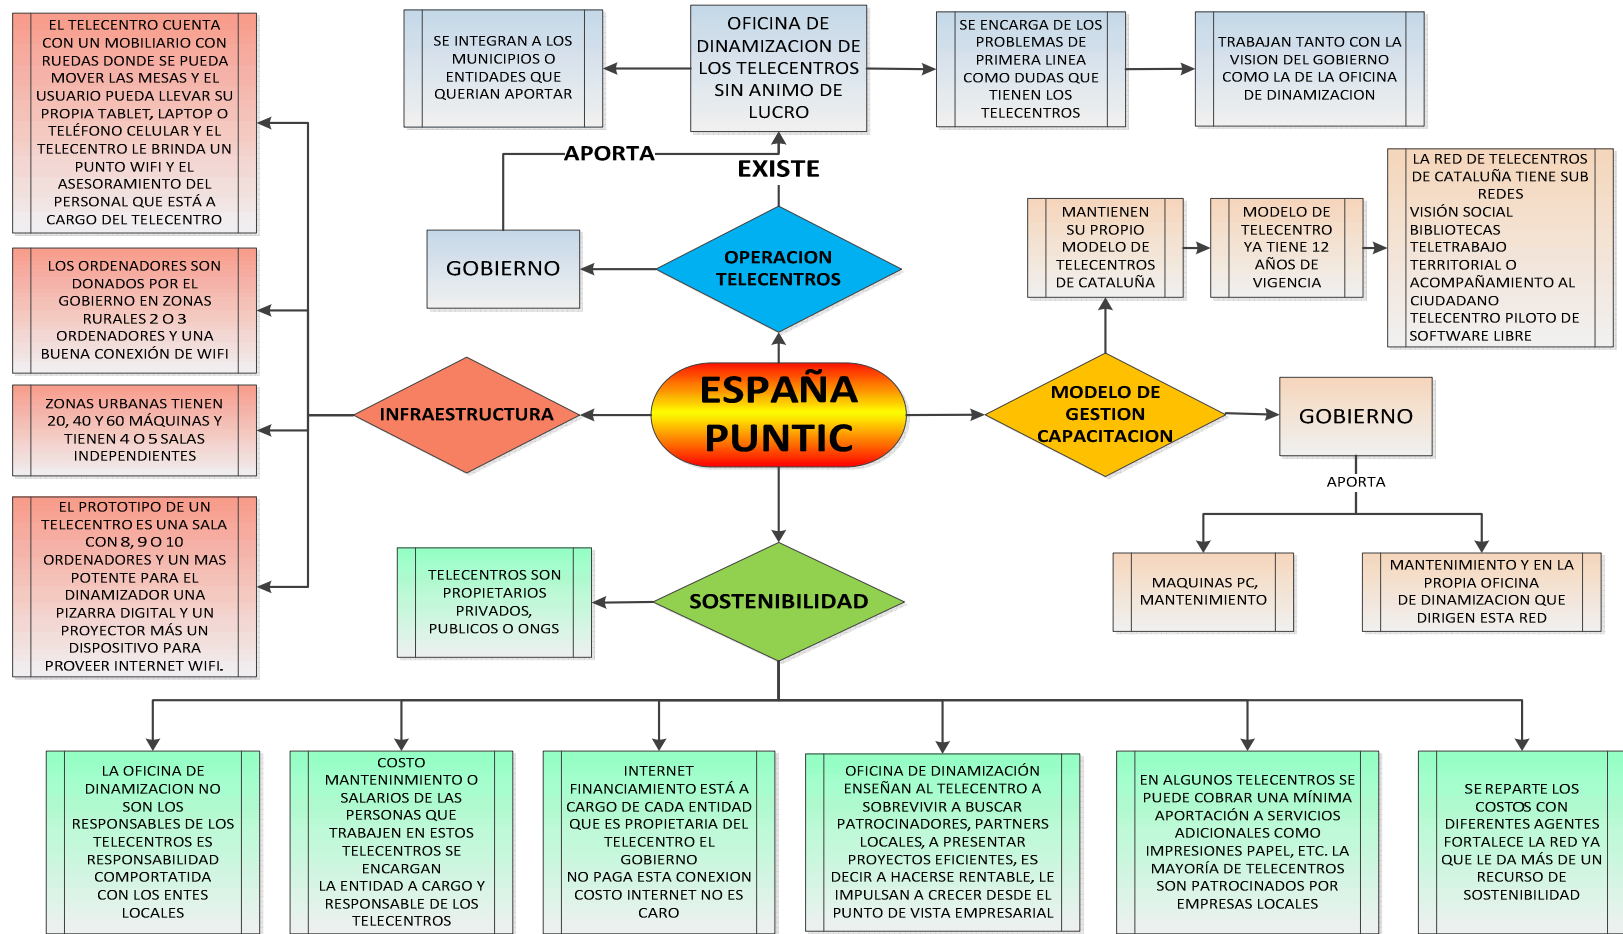 EL TELECENTRO CUENTA
CON UN MOBILIARIO CON
RUEDAS DONDE SE PUEDA
MOVER LAS MESAS Y EL
USUARIO PUEDA LLEVAR SU
PROPIA TABLET, LAPTOP O
TELÉFONO CELULAR Y EL
TELECENTRO LE BRINDA UN
PUNTO WIFI Y EL
ASESORAMIENTO DEL
PERSONAL QUE ESTÁ A
CARGO DEL TELECENTRO
SE INTEGRAN A LOS
MUNICIPIOS O
ENTIDADES QUE
QUERIAN APORTAR
OFICINA DE
DINAMIZACION DE
LOS TELECENTROS
SIN ANIMO DE
LUCRO
SE ENCARGA DE LOS
PROBLEMAS DE
PRIMERA LINEA
COMO DUDAS QUE
TIENEN LOS
TELECENTROS
TRABAJAN TANTO CON LA
VISION DEL GOBIERNO
COMO LA DE LA OFICINA
DE DINAMIZACION
APORTA
EXISTE
GOBIERNO
OPERACION
TELECENTROS
MANTIENEN
SU PROPIO
MODELO DE
TELECENTROS
DE CATALUÑA
MODELO DE
TELECENTRO
YA TIENE 12
AÑOS DE
VIGENCIA
LA RED DE TELECENTROS
DE CATALUÑA TIENE SUB
REDES
VISIÓN SOCIAL
BIBLIOTECAS
TELETRABAJO
TERRITORIAL O
ACOMPAÑAMIENTO AL
CIUDADANO
TELECENTRO PILOTO DE
SOFTWARE LIBRE
LOS ORDENADORES SON
DONADOS POR EL
GOBIERNO EN ZONAS
RURALES 2 O 3
ORDENADORES Y UNA
BUENA CONEXIÓN DE WIFI
ZONAS URBANAS TIENEN
20, 40 Y 60 MÁQUINAS Y
TIENEN 4 O 5 SALAS
INDEPENDIENTES
EL PROTOTIPO DE UN
TELECENTRO ES UNA SALA
CON 8, 9 O 10
ORDENADORES Y UN MAS
POTENTE PARA EL
DINAMIZADOR UNA
PIZARRA DIGITAL Y UN
PROYECTOR MÁS UN
DISPOSITIVO PARA
PROVEER INTERNET WIFI.
INFRAESTRUCTURA
ESPAÑA
PUNTIC
MODELO DE
GESTION
CAPACITACION
GOBIERNO
APORTA
MAQUINAS PC,
MANTENIMIENTO
MANTENIMIENTO Y EN LA
PROPIA OFICINA
DE DINAMIZACION QUE
DIRIGEN ESTA RED
TELECENTROS SON
PROPIETARIOS
PRIVADOS,
PUBLICOS O ONGS
SOSTENIBILIDAD
LA OFICINA DE
DINAMIZACION NO
SON LOS
RESPONSABLES DE LOS
TELECENTROS ES
RESPONSABILIDAD
COMPORTATIDA
CON LOS ENTES
LOCALES
COSTO
MANTENINMIENTO O
SALARIOS DE LAS
PERSONAS QUE
TRABAJEN EN ESTOS
TELECENTROS SE
ENCARGAN
LA ENTIDAD A CARGO Y
RESPONSABLE DE LOS
TELECENTROS
INTERNET
FINANCIAMIENTO ESTÁ A
CARGO DE CADA ENTIDAD
QUE ES PROPIETARIA DEL
TELECENTRO EL
GOBIERNO
NO PAGA ESTA CONEXION
COSTO INTERNET NO ES
CARO
OFICINA DE DINAMIZACIÓN
ENSEÑAN AL TELECENTRO A
SOBREVIVIR A BUSCAR
PATROCINADORES, PARTNERS
LOCALES, A PRESENTAR
PROYECTOS EFICIENTES, ES
DECIR A HACERSE RENTABLE, LE
IMPULSAN A CRECER DESDE EL
PUNTO DE VISTA EMPRESARIAL
EN ALGUNOS TELECENTROS SE
PUEDE COBRAR UNA MÍNIMA
APORTACIÓN A SERVICIOS
ADICIONALES COMO
IMPRESIONES PAPEL, ETC. LA
MAYORÍA DE TELECENTROS
SON PATROCINADOS POR
EMPRESAS LOCALES
SE REPARTE LOS
COSTOS CON
DIFERENTES AGENTES
FORTALECE LA RED YA
QUE LE DA MÁS DE UN
RECURSO DE
SOSTENIBILIDAD